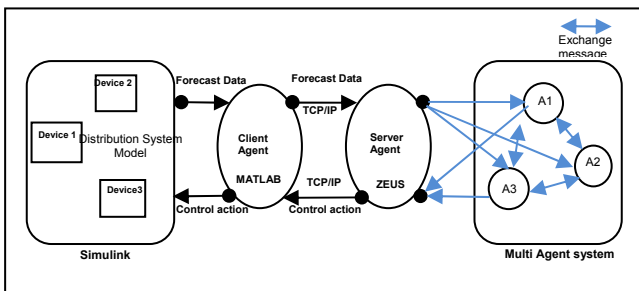 Exchange
message
Device 2
Forecast Data
Forecast Data
TCP/IP
A1
Device 1
Distribution System
Model
Client
Agent
Server
Agent
A2
Device3
MATLAB
TCP/IP
ZEUS
A3
Control action
Control action
Simulink
Multi Agent system